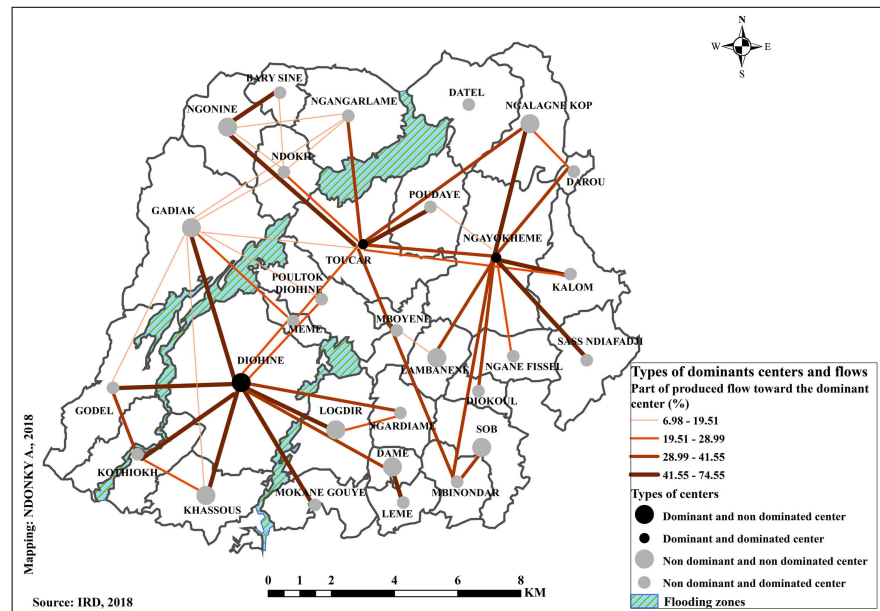 N
W E
S
BARY SINE
DATEL
NGANGARLAME
NGONINE
NGALAGNE KOP
NDOKH
DAROU
POUDAYE
GADIAK
NGAYOKHEME
TOUCAR
KALOM
POULTOK
DIOHINE
MBOYENE
MEME
SASS NDIAFADJI
DIOHINE
LAMBANENE
NGANE FISSEL
DIOKOUL
GODEL
LOGDIR
NGARDIAME
SOB
DAME
KOTHIOKH
MBINONDAR
MOKANE GOUYE
KHASSOUS
LEME
Types of dominants centers and flows
Part of produced flow toward the dominant
center (%)
6.98 - 19.51
19.51 - 28.99
28.99 - 41.55
41.55 - 74.55
Types of centers
Dominant and non dominated center
Dominant and dominated center
Non dominant and non dominated center
Non dominant and dominated center
Flooding zones
Mapping: NDONKY A., 2018
0 1 2 4 6 8
KM
Source: IRD, 2018